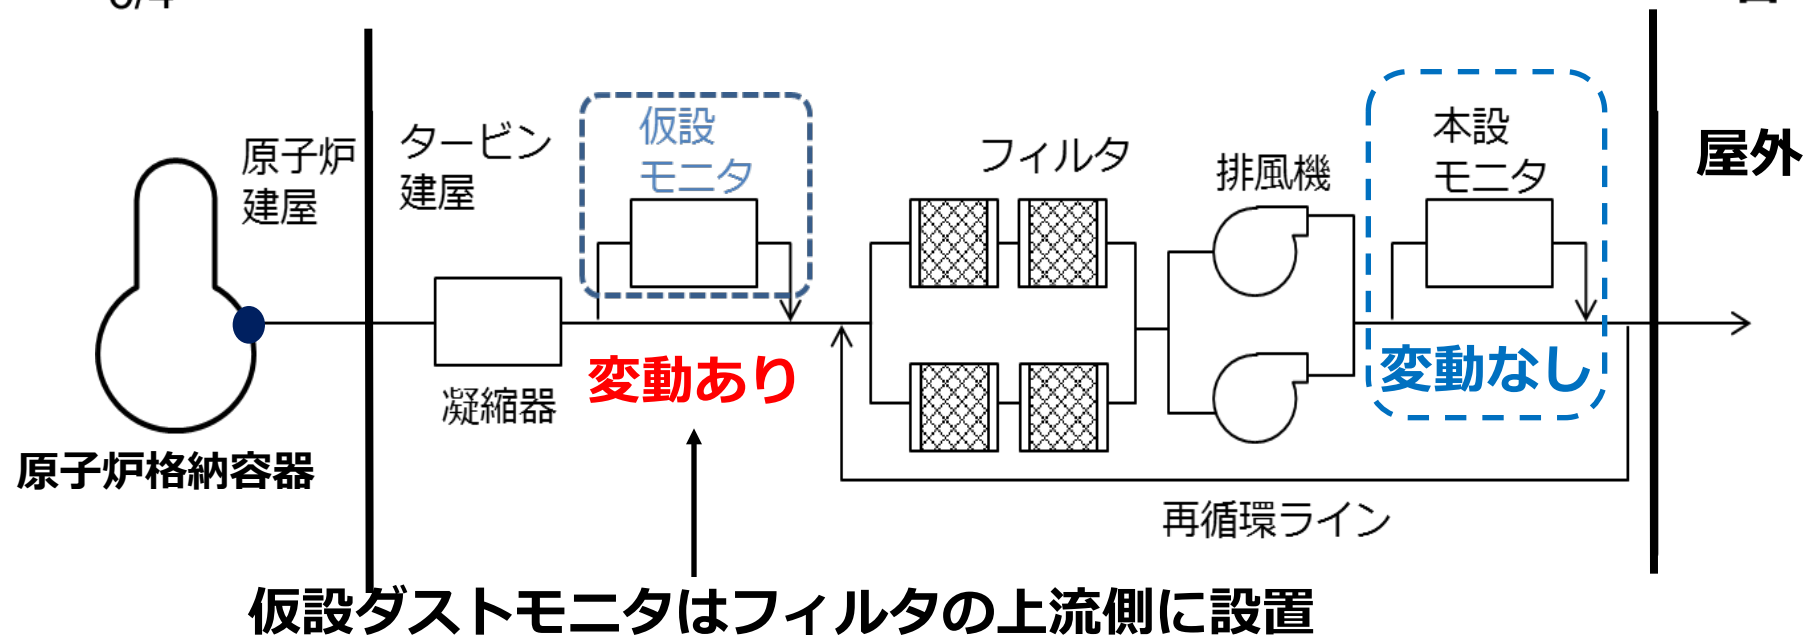 原子炉
建屋
タービン
建屋
仮設
モニタ
フィルタ
排風機
本設
モニタ
屋外
変動あり
変動なし
凝縮器
原子炉格納容器
再循環ライン
仮設ダストモニタはフィルタの上流側に設置